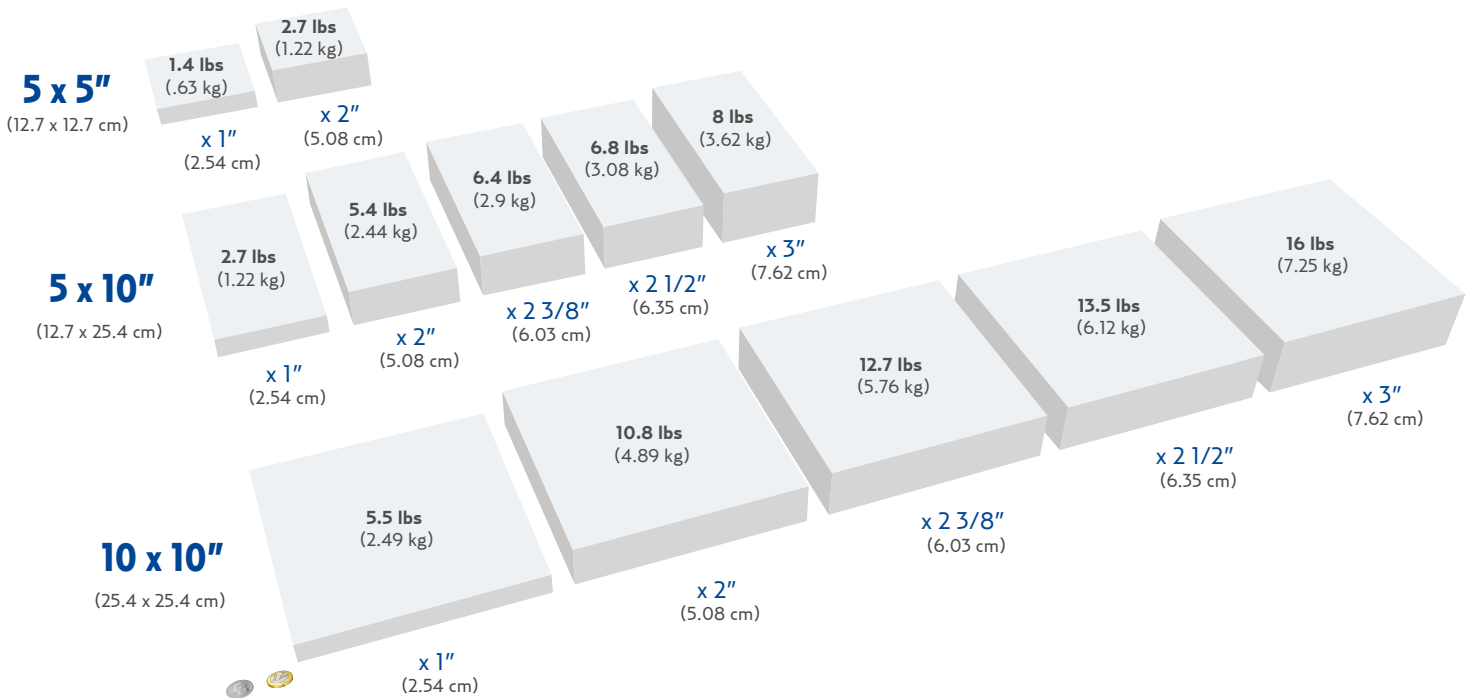 5 x 5″
(12.7 x 12.7 cm)
1.4 lbs
(.63 kg)
x 1″
(2.54 cm)
2.7 lbs
(1.22 kg)
x 2″
(5.08 cm)
5 x 10″
(12.7 x 25.4 cm)
2.7 lbs
(1.22 kg)
x 1″
(2.54 cm)
5.4 lbs
(2.44 kg)
x 2″
(5.08 cm)
6.4 lbs
(2.9 kg)
x 2 3/8″
(6.03 cm)
6.8 lbs
(3.08 kg)
x 2 1/2″
(6.35 cm)
8 lbs
(3.62 kg)
x 3″
(7.62 cm)
10 x 10″
(25.4 x 25.4 cm)
5.5 lbs
(2.49 kg)
x 1″
(2.54 cm)
10.8 lbs
(4.89 kg)
x 2″
(5.08 cm)
12.7 lbs
(5.76 kg)
x 2 3/8″
(6.03 cm)
13.5 lbs
(6.12 kg)
x 2 1/2″
(6.35 cm)
16 lbs
(7.25 kg)
x 3″
(7.62 cm)